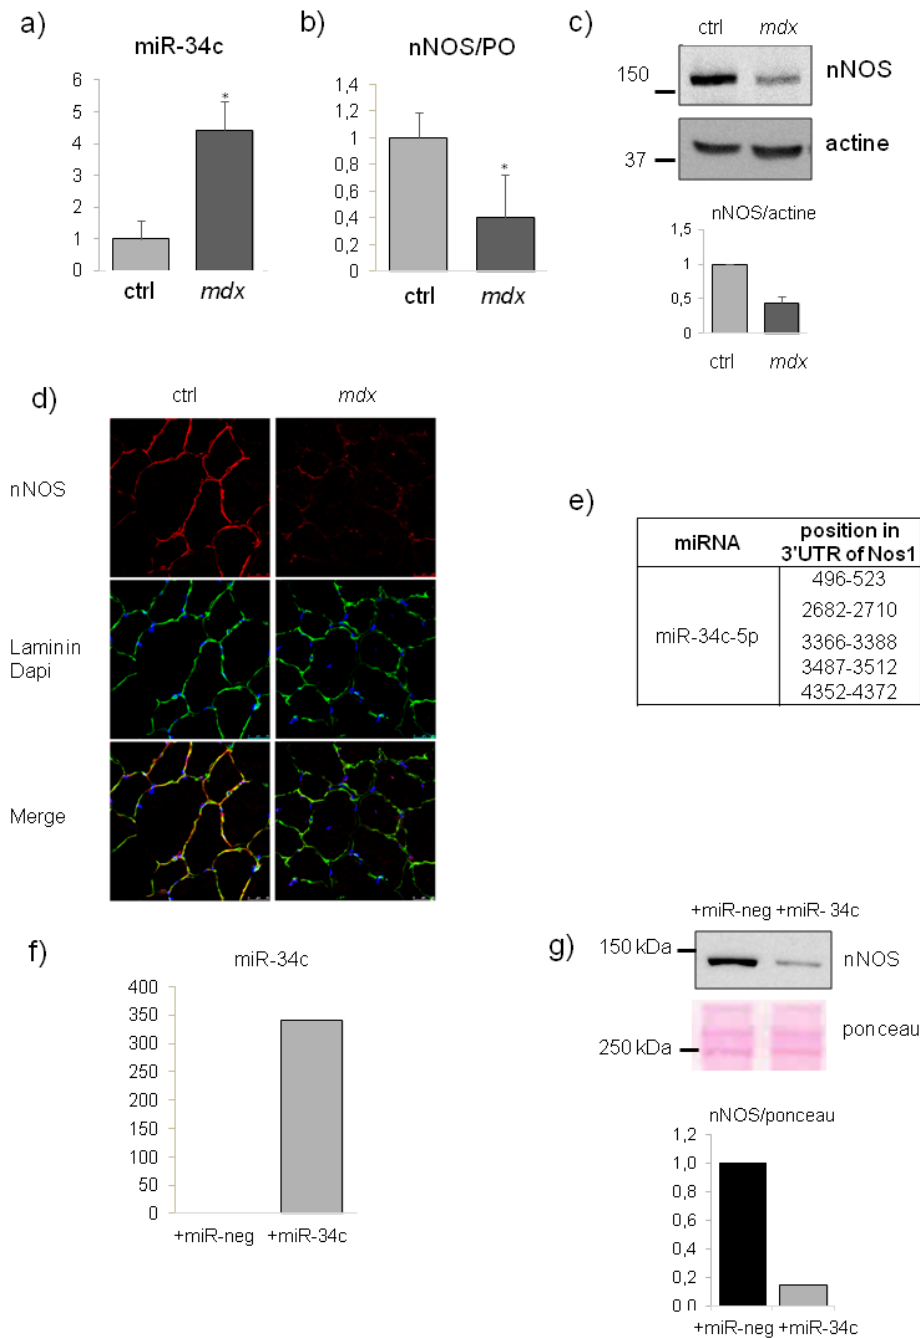 a)
miR-34c
6
5
4
3
2
1
0
*
ctrl
mdx
b)
nNOS/PO
1,4
1,2
1
0,8
0,6
0,4
0,2
0
*
ctrl
mdx
c)
ctrl
mdx
150
nNOS
37
actine
nNOS/actine
1,5
1
0,5
0
ctrl
mdx
d)
ctrl
mdx
nNOS
Laminin
Dapi
Merge
e)
miRNA
position in
3'UTR of Nos1
miR-34c-5p
496-523
2682-2710
3366-3388
3487-3512
4352-4372
f)
miR-34c
400
350
300
250
200
150
100
50
0
+miR-neg
+miR-34c
g)
+miR-neg +miR- 34c
150 kDa
nNOS
ponceau
250 kDa
nNOS/ponceau
1,2
1,0
0,8
0,6
0,4
0,2
0,0
+miR-neg +miR-34c